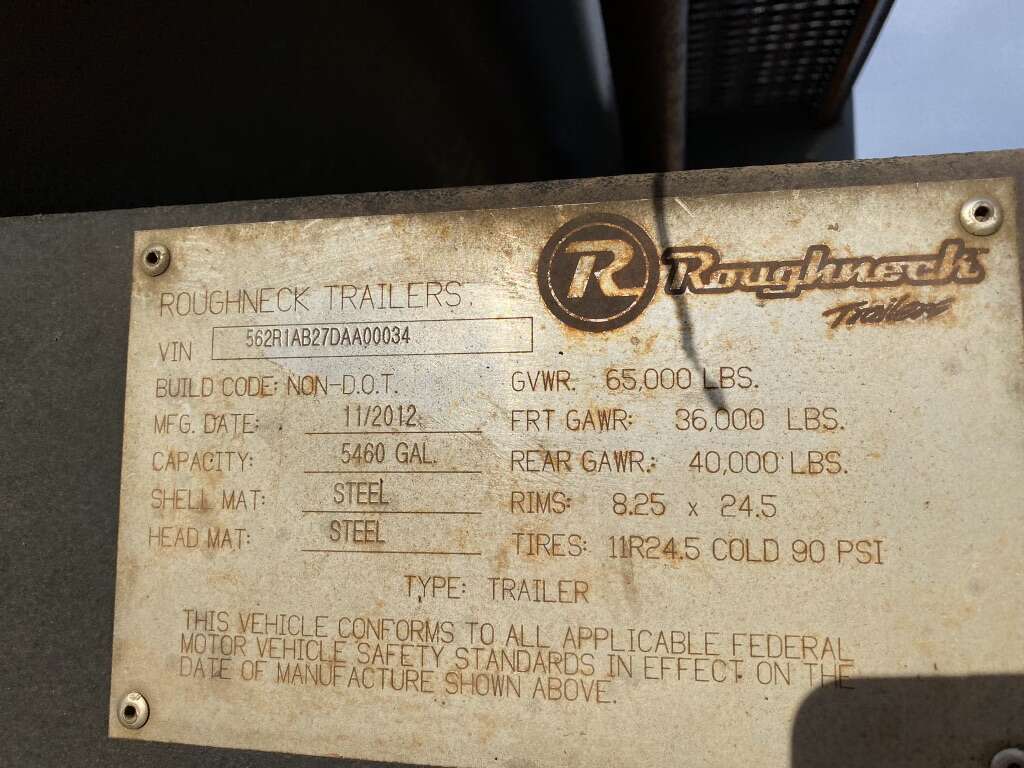 R Roughneck
Trailers
ROUGHNECK TRAILERS
VIN 562R1AB27DAA00034
BUILD CODE: NON-D.O.T. GVWR. 65,000 LBS.
MFG. DATE: 11/2012 FRT GAWR: 36,000 LBS.
CAPACITY: 5460 GAL. REAR GAWR.: 40,000 LBS.
SHELL MAT: STEEL RIMS: 8.25 x 24.5
HEAD MAT: STEEL TIRES: 11R24.5 COLD 90 PSI
TYPE: TRAILER
THIS VEHICLE CONFORMS TO ALL APPLICABLE FEDERAL
MOTOR VEHICLE SAFETY STANDARDS IN EFFECT ON THE
DATE OF MANUFACTURE SHOWN ABOVE.